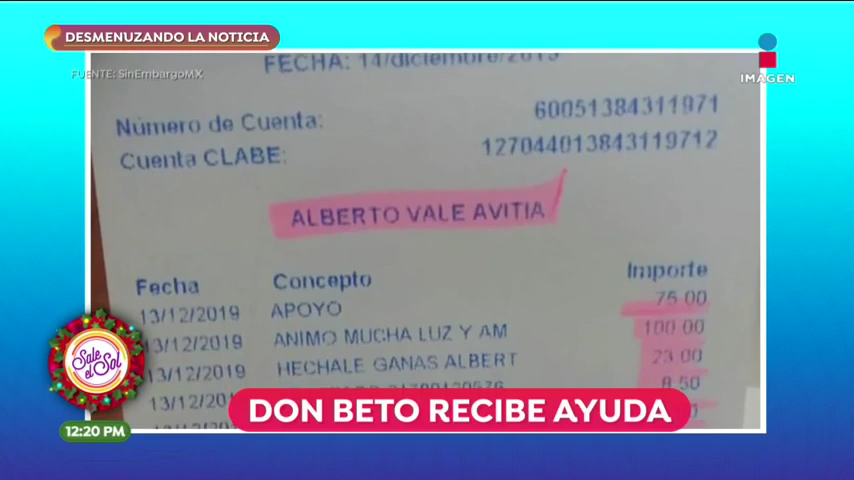 DESMENUZANDO LA NOTICIA
FUENTE: SinEmbargoMX
IMAGEN
FECHA: 14/diciembre/2019
Número de Cuenta: 60051384311971
Cuenta CLABE: 127044013843119712
ALBERTO VALE AVITIA
Fecha Concepto Importe
13/12/2019 APOYO 75.00
13/12/2019 ANIMO MUCHA LUZ Y AM 100.00
13/12/2019 HECHALE GANAS ALBERT 23.00
8.50
Sale el Sol
DON BETO RECIBE AYUDA
12:20 PM